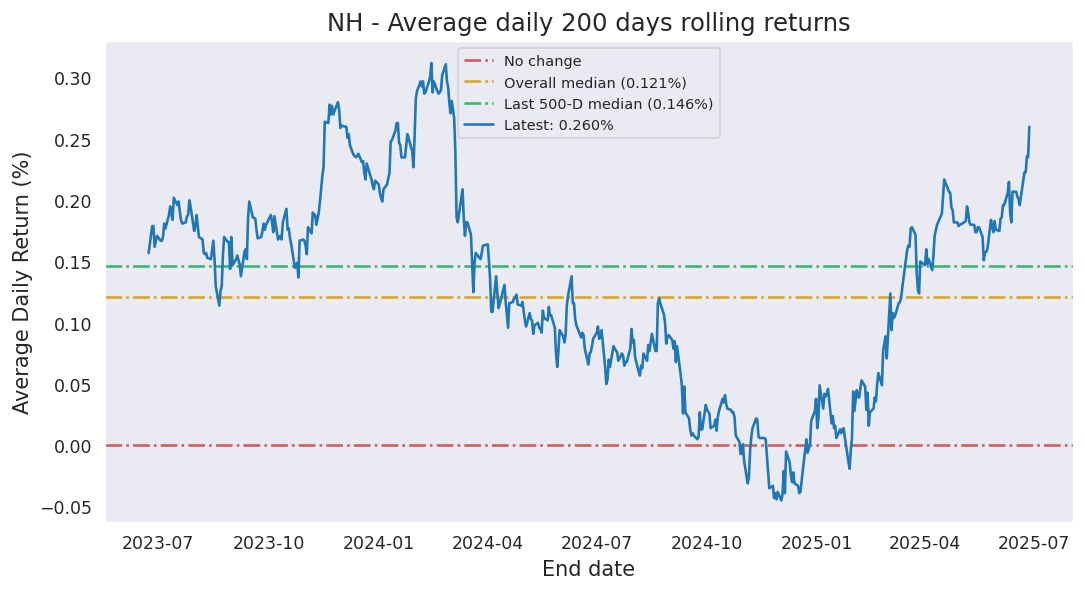 NH - Average daily 200 days rolling returns
No change
Overall median (0.121%)
Last 500-D median (0.146%)
Latest: 0.260%
Average Daily Return (%)
0.30
0.25
0.20
0.15
0.10
0.05
0.00
−0.05
2023-07 2023-10 2024-01 2024-04 2024-07 2024-10 2025-01 2025-04 2025-07
End date